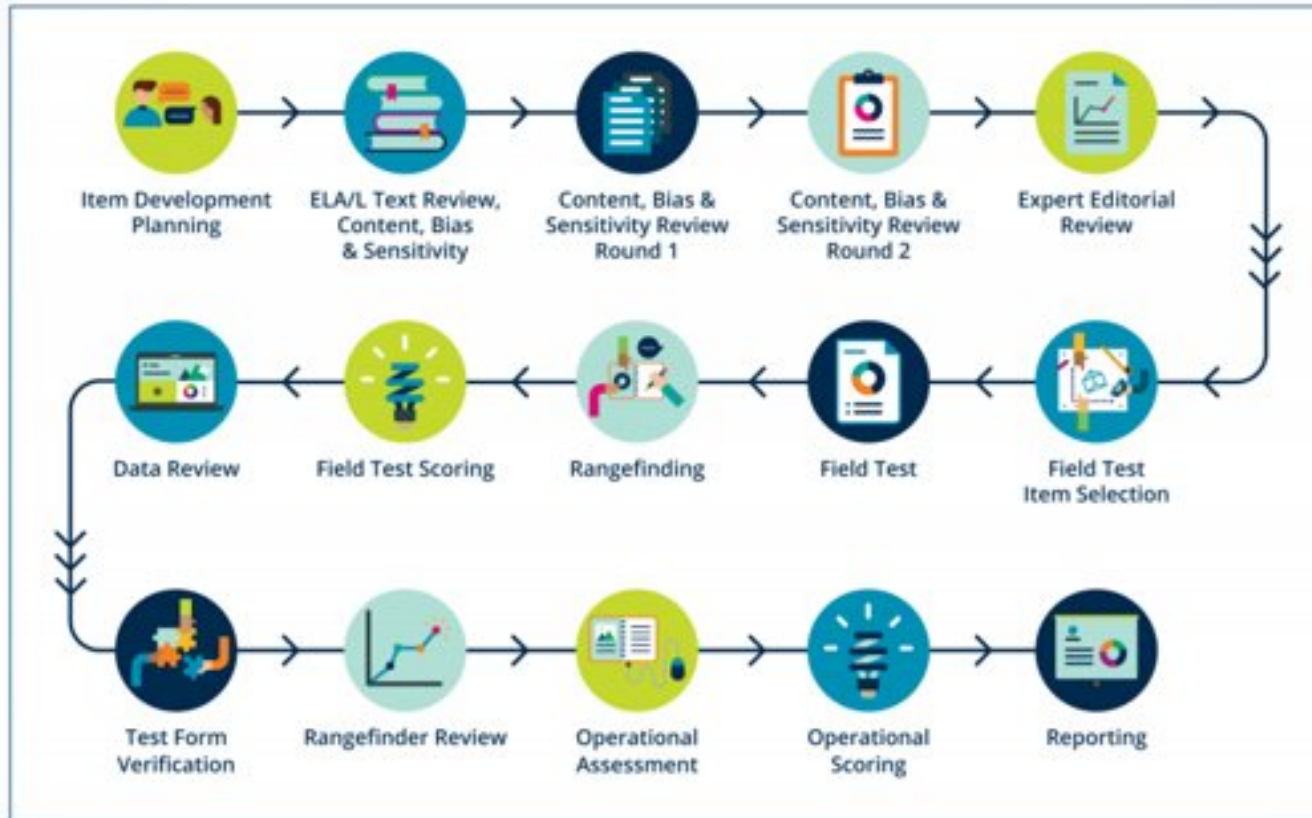 Item Development
Planning
ELA/L Text Review,
Content, Bias
& Sensitivity
Content, Bias &
Sensitivity Review
Round 1
Content, Bias &
Sensitivity Review
Round 2
Expert Editorial
Review
Field Test
Item Selection
Field Test
Rangefinding
Field Test Scoring
Data Review
Test Form
Verification
Rangefinder Review
Operational
Assessment
Operational
Scoring
Reporting